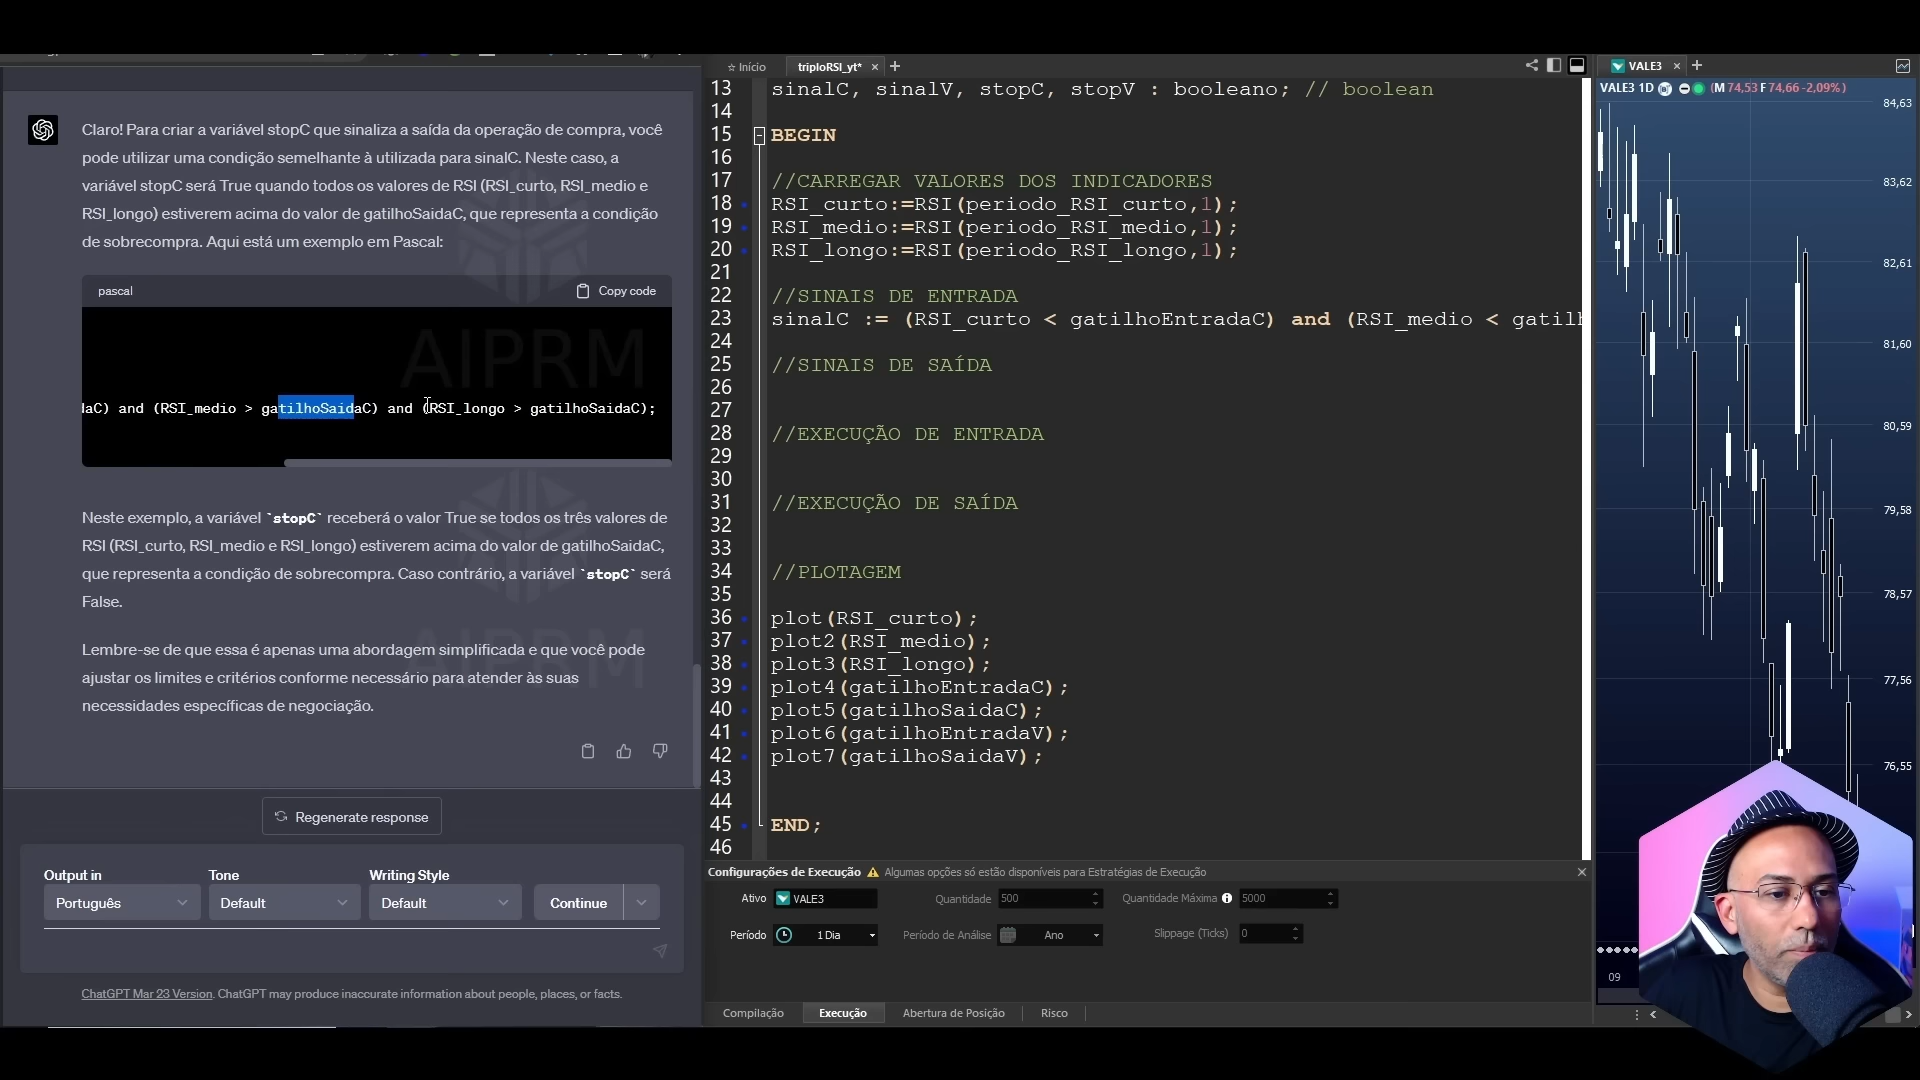 Claro! Para criar a variável stopC que sinaliza a saída da operação de compra, você
pode utilizar uma condição semelhante à utilizada para sinalC. Neste caso, a
variável stopC será True quando todos os valores de RSI (RSI_curto, RSI_medio e
RSI_longo) estiverem acima do valor de gatilhoSaidaC, que representa a condição
de sobrecompra. Aqui está um exemplo em Pascal:
pascal
Copy code
AIPRM
daC) and (RSI_medio > gatilhoSaidaC) and (RSI_longo > gatilhoSaidaC);
Neste exemplo, a variável `stopC` receberá o valor True se todos os três valores de
RSI (RSI_curto, RSI_medio e RSI_longo) estiverem acima do valor de gatilhoSaidaC,
que representa a condição de sobrecompra. Caso contrário, a variável `stopC` será
False.
AIPRM
Lembre-se de que essa é apenas uma abordagem simplificada e que você pode
ajustar os limites e critérios conforme necessário para atender às suas
necessidades específicas de negociação.
Regenerate response
Output in
Tone
Writing Style
Português
Default
Default
Continue
ChatGPT Mar 23 Version. ChatGPT may produce inaccurate information about people, places, or facts.
☆ Início
triploRSI_yt* × +
13 sinalC, sinalV, stopC, stopV : booleano; // boolean
14
15 BEGIN
16
17 //CARREGAR VALORES DOS INDICADORES
18 RSI_curto:=RSI(periodo_RSI_curto,1);
19 RSI_medio:=RSI(periodo_RSI_medio,1);
20 RSI_longo:=RSI(periodo_RSI_longo,1);
21
22 //SINAIS DE ENTRADA
23 sinalC := (RSI_curto < gatilhoEntradaC) and (RSI_medio < gatilh
24
25 //SINAIS DE SAÍDA
26
27
28 //EXECUÇÃO DE ENTRADA
29
30
31 //EXECUÇÃO DE SAÍDA
32
33
34 //PLOTAGEM
35
36 plot(RSI_curto);
37 plot2(RSI_medio);
38 plot3(RSI_longo);
39 plot4(gatilhoEntradaC);
40 plot5(gatilhoSaidaC);
41 plot6(gatilhoEntradaV);
42 plot7(gatilhoSaidaV);
43
44
45 END;
46
Configurações de Execução Algumas opções só estão disponíveis para Estratégias de Execução ×
Ativo VALE3
Quantidade 500
Quantidade Máxima 5000
Período 1 Dia
Período de Análise Ano
Slippage (Ticks) 0
Compilação
Execução
Abertura de Posição
Risco
VALE3 × +
VALE3 1D (M 74,53 F 74,66 -2,09%)
84,63
83,62
82,61
81,60
80,59
79,58
78,57
77,56
76,55
09